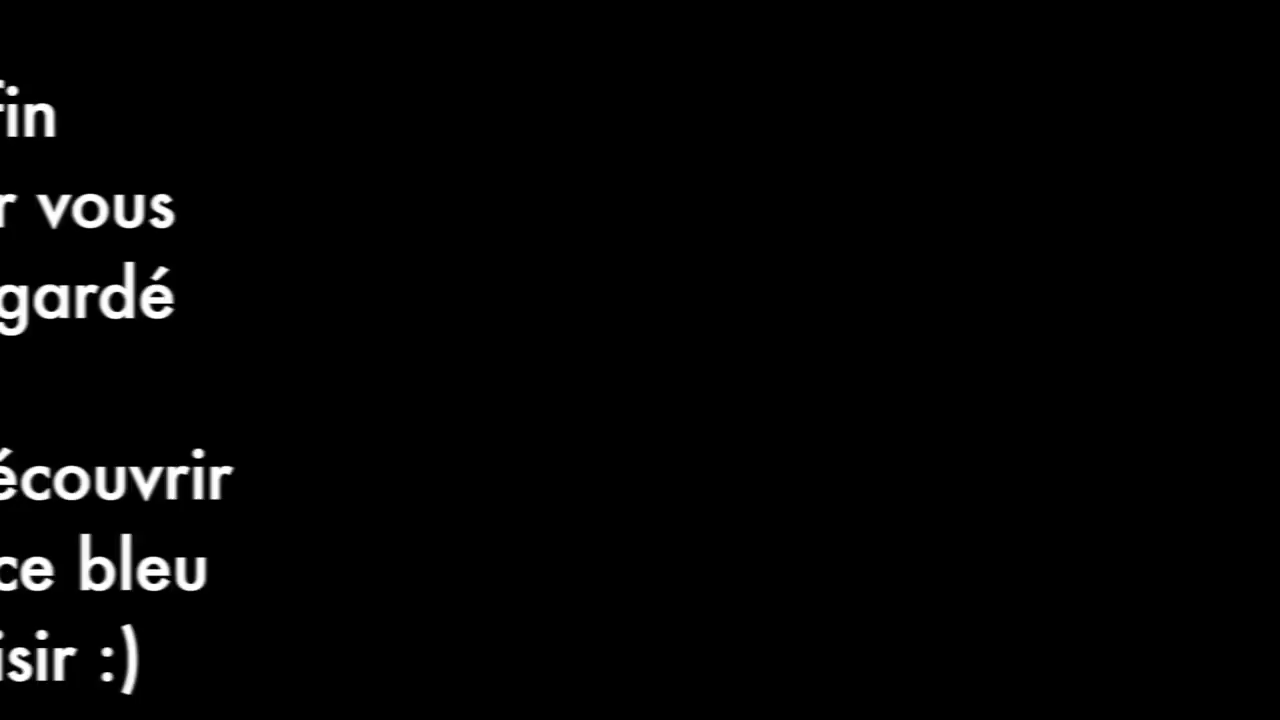 fin
r vous
gardé
écouvrir
ce bleu
isir :)